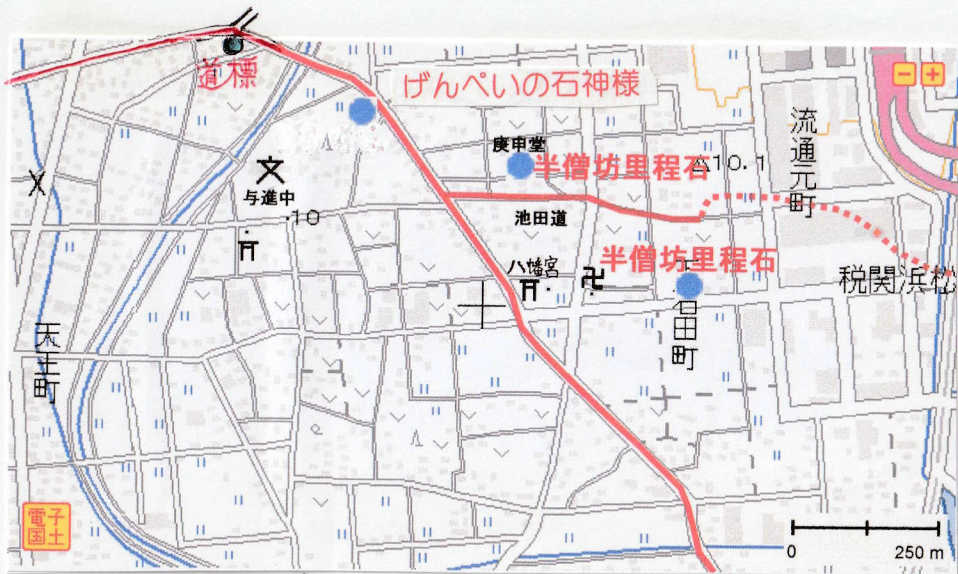 道標
げんぺいの石神様
－ ＋
流通元町
庚申堂
半僧坊里程石
△10.1
文
与進中
·10
池田道
八幡宮
卍
半僧坊里程石
税関浜松
天王町
電子
国土
0 250 m